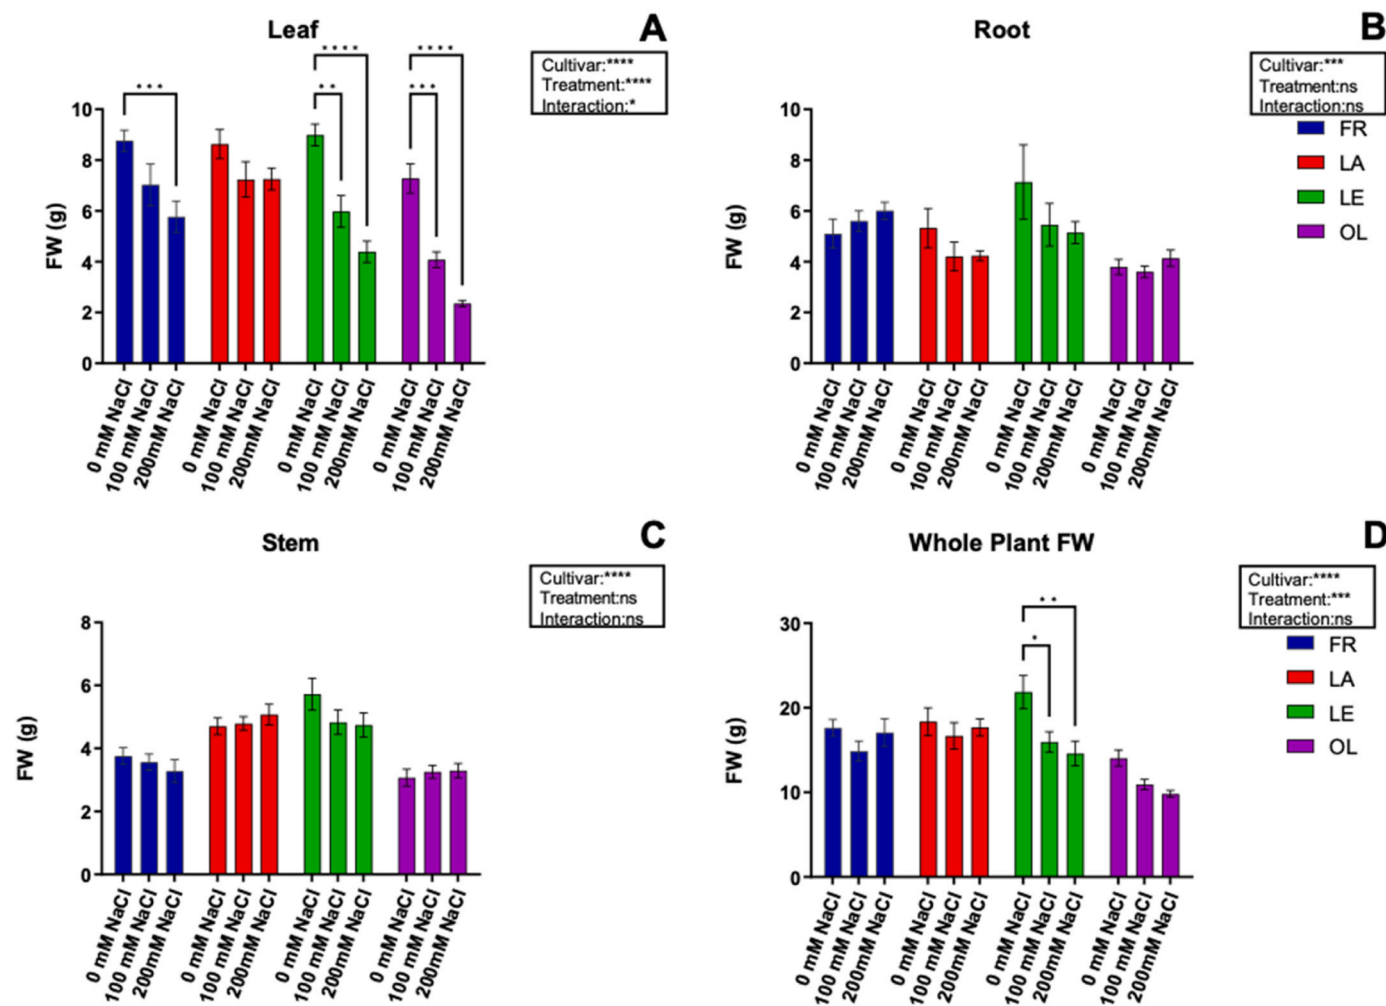 Leaf
A
Cultivar:****
Treatment:****
Interaction:*
***
**
****
***
****
10
8
6
4
2
0
FW (g)
0 mM NaCl
100 mM NaCl
200mM NaCl
0 mM NaCl
100 mM NaCl
200mM NaCl
0 mM NaCl
100 mM NaCl
200mM NaCl
0 mM NaCl
100 mM NaCl
200mM NaCl
Root
B
Cultivar:***
Treatment:ns
Interaction:ns
FR
LA
LE
OL
10
8
6
4
2
0
FW (g)
0 mM NaCl
100 mM NaCl
200mM NaCl
0 mM NaCl
100 mM NaCl
200mM NaCl
0 mM NaCl
100 mM NaCl
200mM NaCl
0 mM NaCl
100 mM NaCl
200mM NaCl
Stem
C
Cultivar:****
Treatment:ns
Interaction:ns
8
6
4
2
0
FW (g)
0 mM NaCl
100 mM NaCl
200mM NaCl
0 mM NaCl
100 mM NaCl
200mM NaCl
0 mM NaCl
100 mM NaCl
200mM NaCl
0 mM NaCl
100 mM NaCl
200mM NaCl
Whole Plant FW
D
Cultivar:****
Treatment:***
Interaction:ns
FR
LA
LE
OL
**
*
30
20
10
0
FW (g)
0 mM NaCl
100 mM NaCl
200mM NaCl
0 mM NaCl
100 mM NaCl
200mM NaCl
0 mM NaCl
100 mM NaCl
200mM NaCl
0 mM NaCl
100 mM NaCl
200mM NaCl